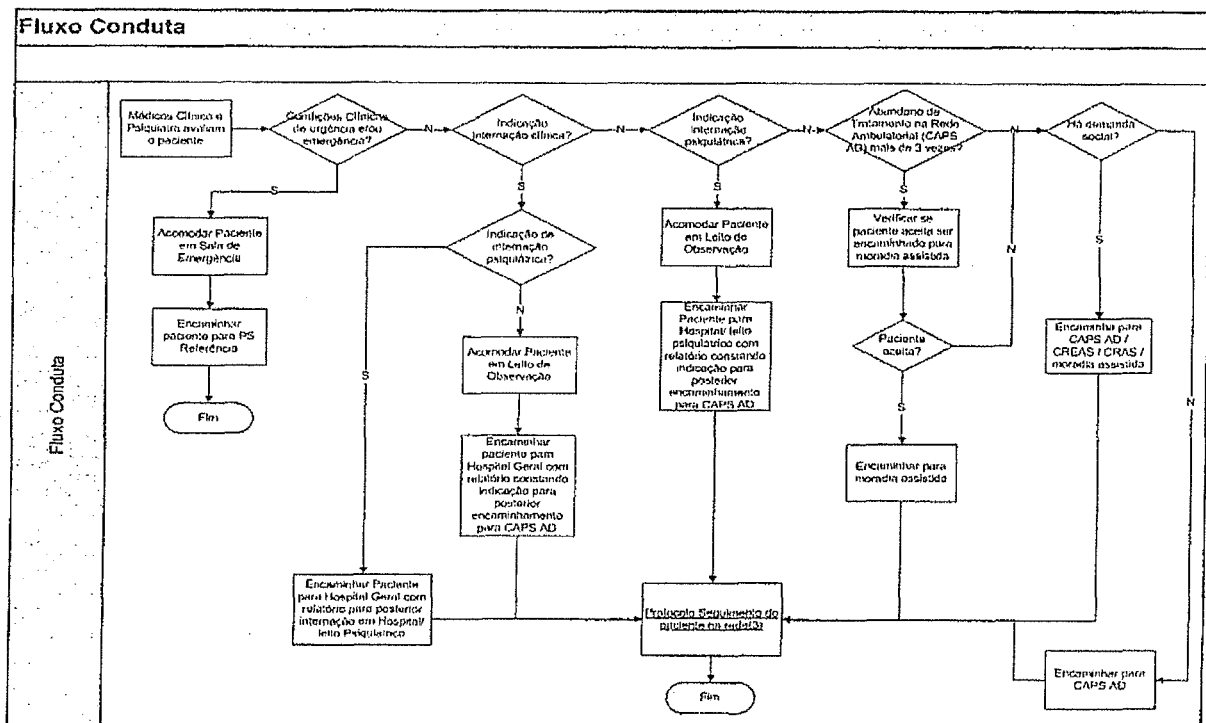 Fluxo Conduta
Fluxo Conduta
Médicos Clínico e
Psiquiatra avaliam
o paciente
Condições Clínicas
de urgência e/ou
emergência?
N
S
Acomodar Paciente
em Sala de
Emergência
Encaminhar
paciente para PS
Referência
Fim
Indicação
internação clínica?
N
S
Indicação de
internação
psiquiátrica?
S
N
Acomodar Paciente
em Leito de
Observação
Encaminhar
paciente para
Hospital Geral com
relatório constando
indicação para
posterior
encaminhamento
para CAPS AD
Encaminhar Paciente
para Hospital Geral com
relatório para posterior
internação em Hospital/
leito Psiquiátrico
Indicação
internação
psiquiátrica?
N
S
Acomodar Paciente
em Leito de
Observação
Encaminhar
Paciente para
Hospital/ leito
psiquiátrico com
relatório constando
indicação para
posterior
encaminhamento
para CAPS AD
Abandono de
Tratamento na Rede
Ambulatorial (CAPS
AD) mais de 3 vezes?
N
S
Verificar se
paciente aceita ser
encaminhado para
moradia assistida
Paciente
aceita?
N
S
Encaminhar para
moradia assistida
Há demanda
social?
S
N
Encaminha para
CAPS AD /
CREAS / CRAS /
moradia assistida
Encaminhar para
CAPS AD
Protocolo Seguimento do
paciente na rede(3)
Fim